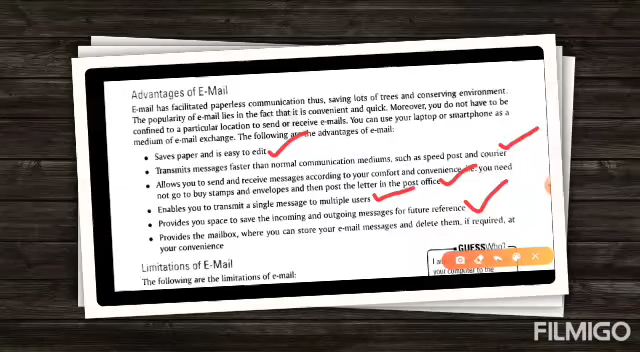 Advantages of E-Mail
E-mail has facilitated paperless communication thus, saving lots of trees and conserving environment.
The popularity of e-mail lies in the fact that it is convenient and quick. Moreover, you do not have to be
confined to a particular location to send or receive e-mails. You can use your laptop or smartphone as a
medium of e-mail exchange. The following are the advantages of e-mail:
• Saves paper and is easy to edit
• Transmits messages faster than normal communication mediums, such as speed post and courier
• Allows you to send and receive messages according to your comfort and convenience you need
not go to buy stamps and envelopes and then post the letter in the post office
• Enables you to transmit a single message to multiple users
• Provides you space to save the incoming and outgoing messages for future reference
• Provides the mailbox, where you can store your e-mail messages and delete them, if required, at
your convenience
GUESSWho?
Limitations of E-Mail
I a
your computer to the
The following are the limitations of e-mail:
FILMIGO